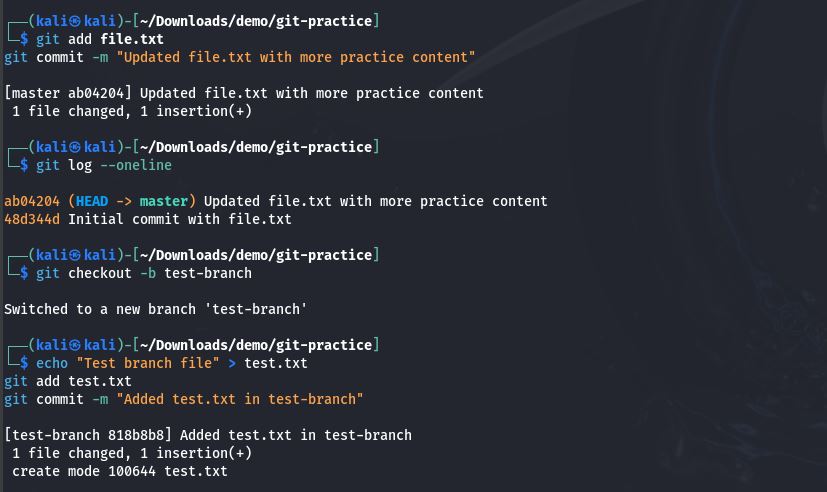 ┌──(kali㉿kali)-[~/Downloads/demo/git-practice]
└─$ git add file.txt
git commit -m "Updated file.txt with more practice content"
[master ab04204] Updated file.txt with more practice content
 1 file changed, 1 insertion(+)
┌──(kali㉿kali)-[~/Downloads/demo/git-practice]
└─$ git log --oneline
ab04204 (HEAD -> master) Updated file.txt with more practice content
48d344d Initial commit with file.txt
┌──(kali㉿kali)-[~/Downloads/demo/git-practice]
└─$ git checkout -b test-branch
Switched to a new branch 'test-branch'
┌──(kali㉿kali)-[~/Downloads/demo/git-practice]
└─$ echo "Test branch file" > test.txt
git add test.txt
git commit -m "Added test.txt in test-branch"
[test-branch 818b8b8] Added test.txt in test-branch
 1 file changed, 1 insertion(+)
 create mode 100644 test.txt